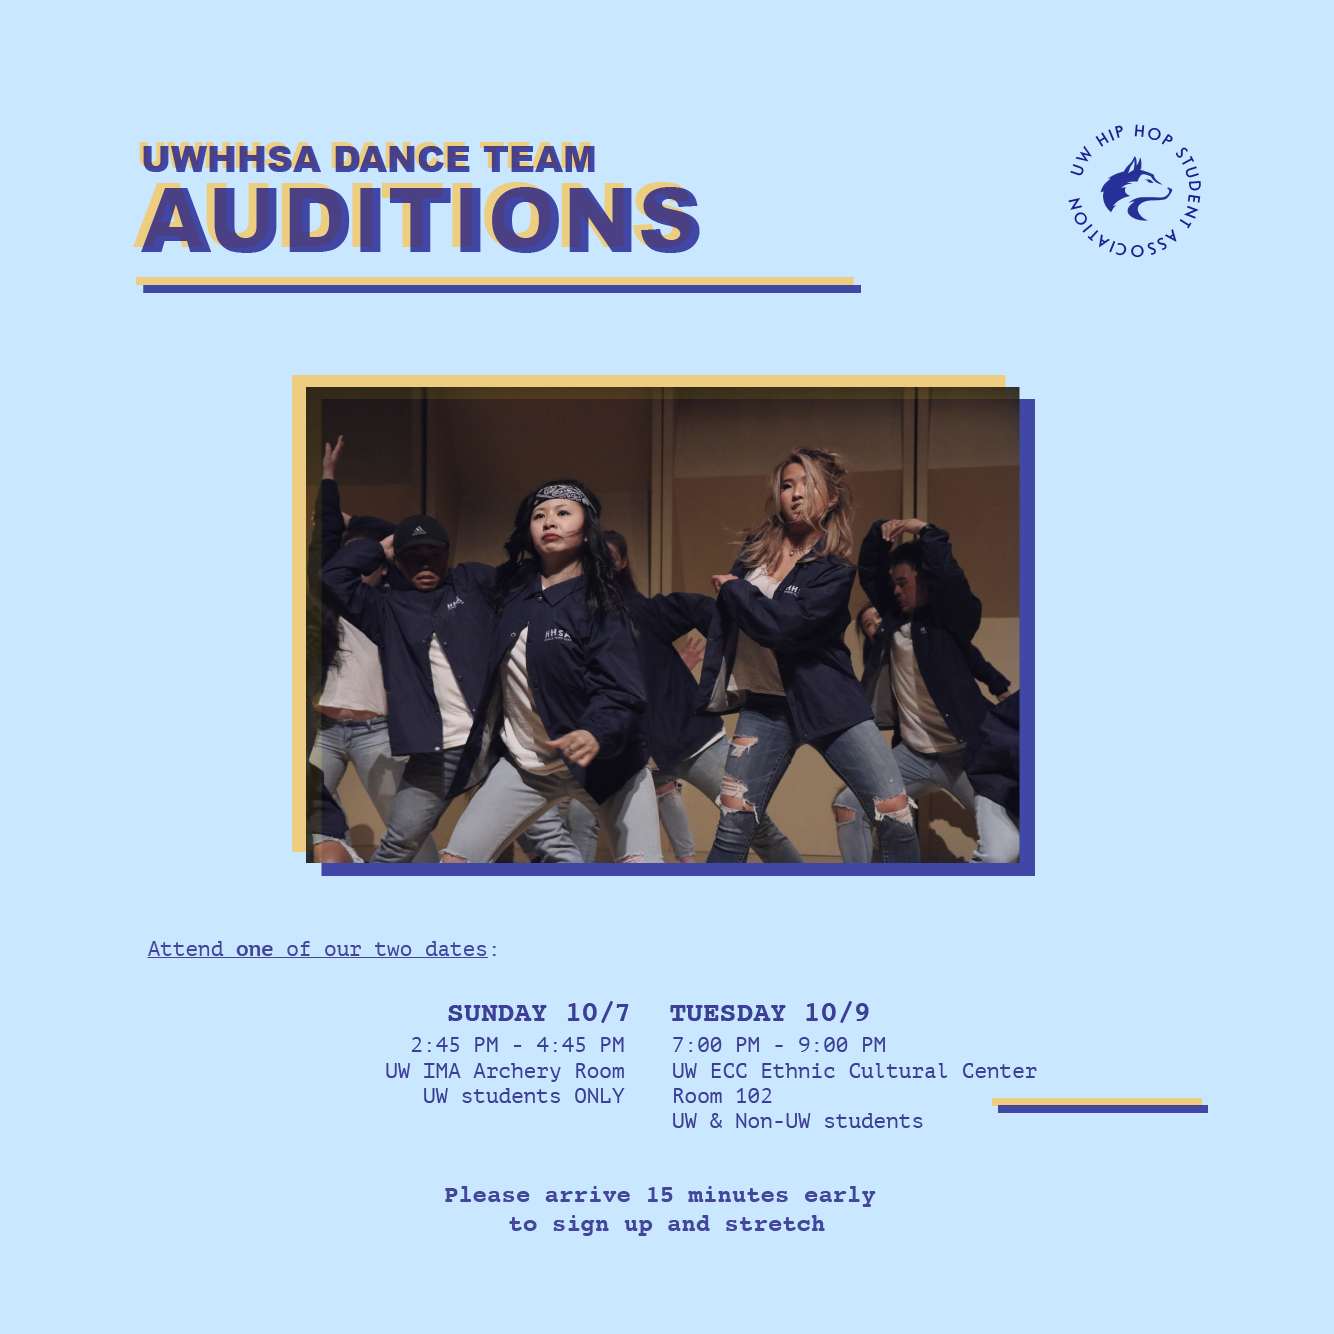 UWHHSA DANCE TEAM
AUDITIONS
UW HIP HOP STUDENT ASSOCIATION
HHSA
Attend one of our two dates:
SUNDAY 10/7
2:45 PM - 4:45 PM
UW IMA Archery Room
UW students ONLY
TUESDAY 10/9
7:00 PM - 9:00 PM
UW ECC Ethnic Cultural Center
Room 102
UW & Non-UW students
Please arrive 15 minutes early
to sign up and stretch